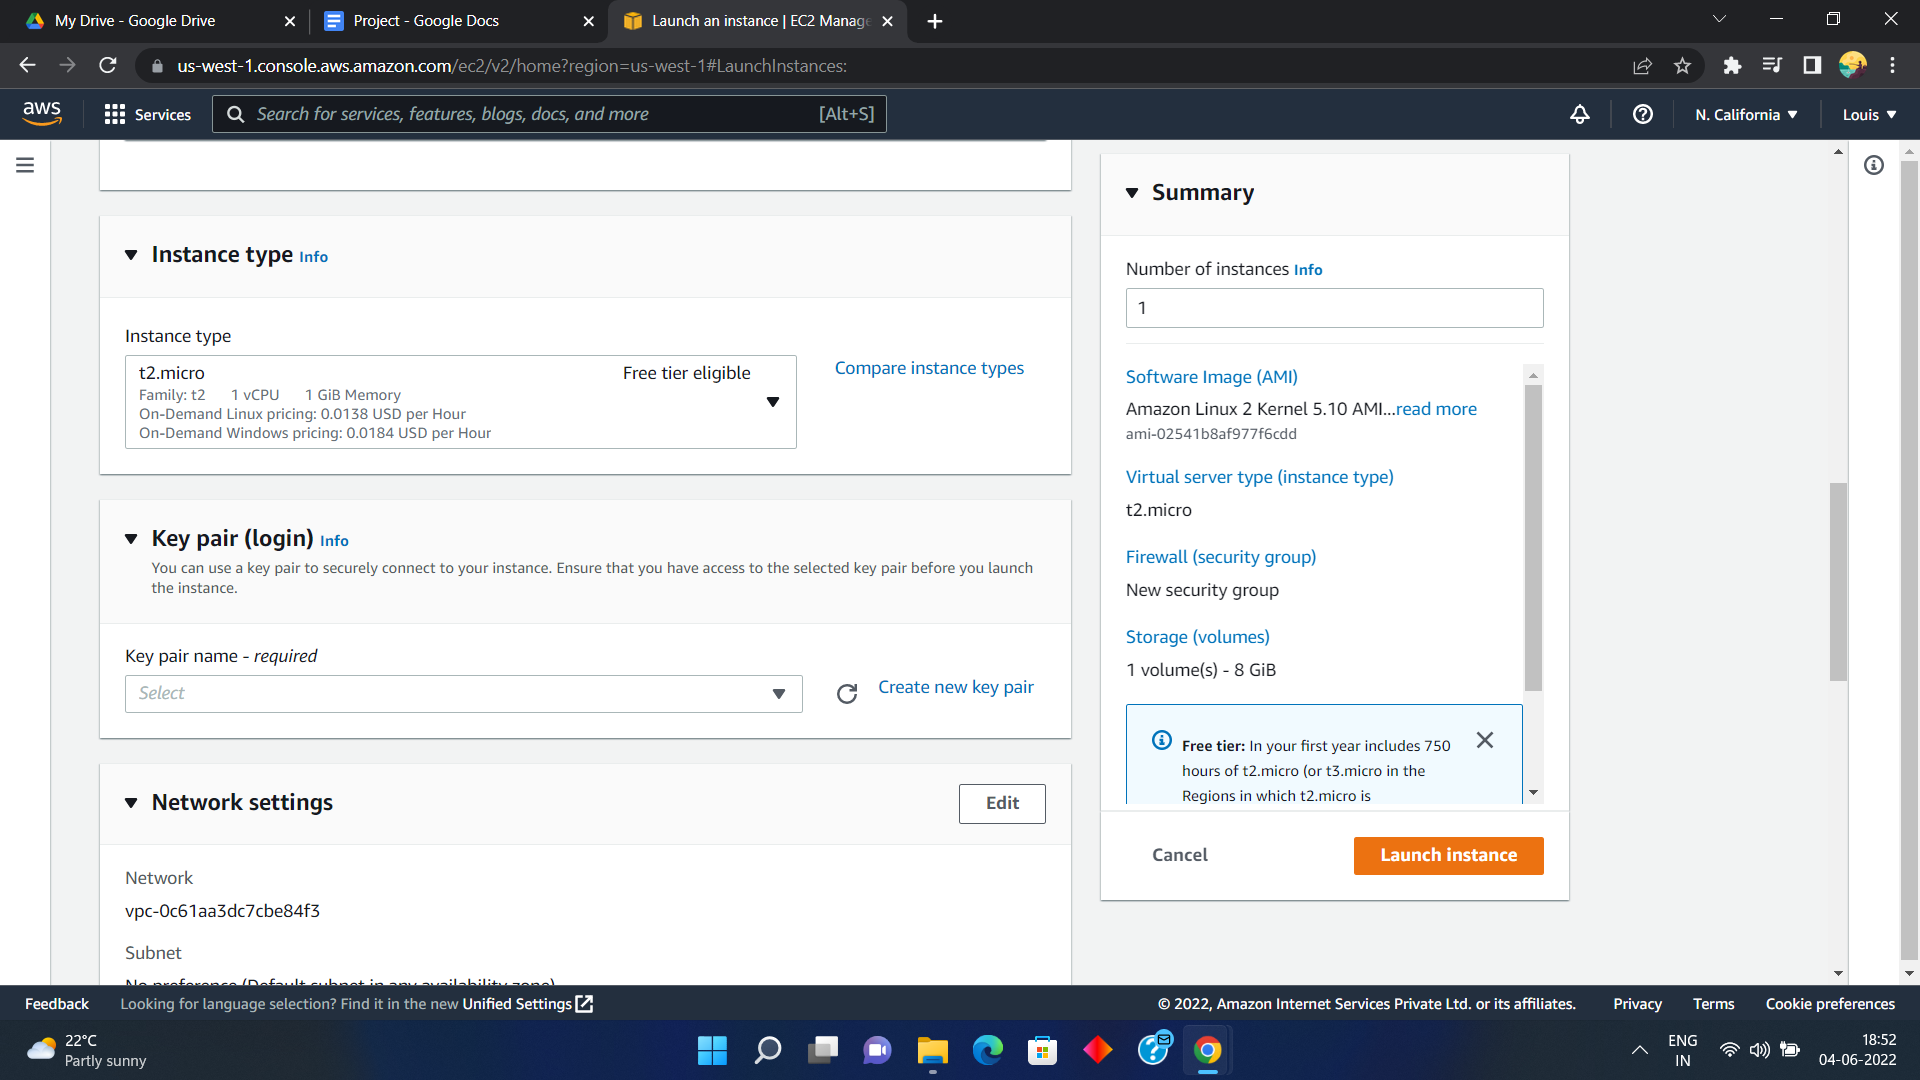 My Drive - Google Drive
Project - Google Docs
Launch an instance | EC2 Manage
us-west-1.console.aws.amazon.com/ec2/v2/home?region=us-west-1#LaunchInstances:
aws
Services
Search for services, features, blogs, docs, and more
[Alt+S]
N. California
Louis
Instance type Info
Instance type
t2.micro
Free tier eligible
Family: t2 1 vCPU 1 GiB Memory
On-Demand Linux pricing: 0.0138 USD per Hour
On-Demand Windows pricing: 0.0184 USD per Hour
Compare instance types
Key pair (login) Info
You can use a key pair to securely connect to your instance. Ensure that you have access to the selected key pair before you launch
the instance.
Key pair name - required
Select
Create new key pair
Network settings
Edit
Network
vpc-0c61aa3dc7cbe84f3
Subnet
No preference (Default subnet in any availability zone)
Summary
Number of instances Info
1
Software Image (AMI)
Amazon Linux 2 Kernel 5.10 AMI...read more
ami-02541b8af977f6cdd
Virtual server type (instance type)
t2.micro
Firewall (security group)
New security group
Storage (volumes)
1 volume(s) - 8 GiB
Free tier: In your first year includes 750
hours of t2.micro (or t3.micro in the
Regions in which t2.micro is
Cancel
Launch instance
Feedback
Looking for language selection? Find it in the new Unified Settings
© 2022, Amazon Internet Services Private Ltd. or its affiliates.
Privacy
Terms
Cookie preferences
22°C
Partly sunny
ENG
IN
18:52
04-06-2022